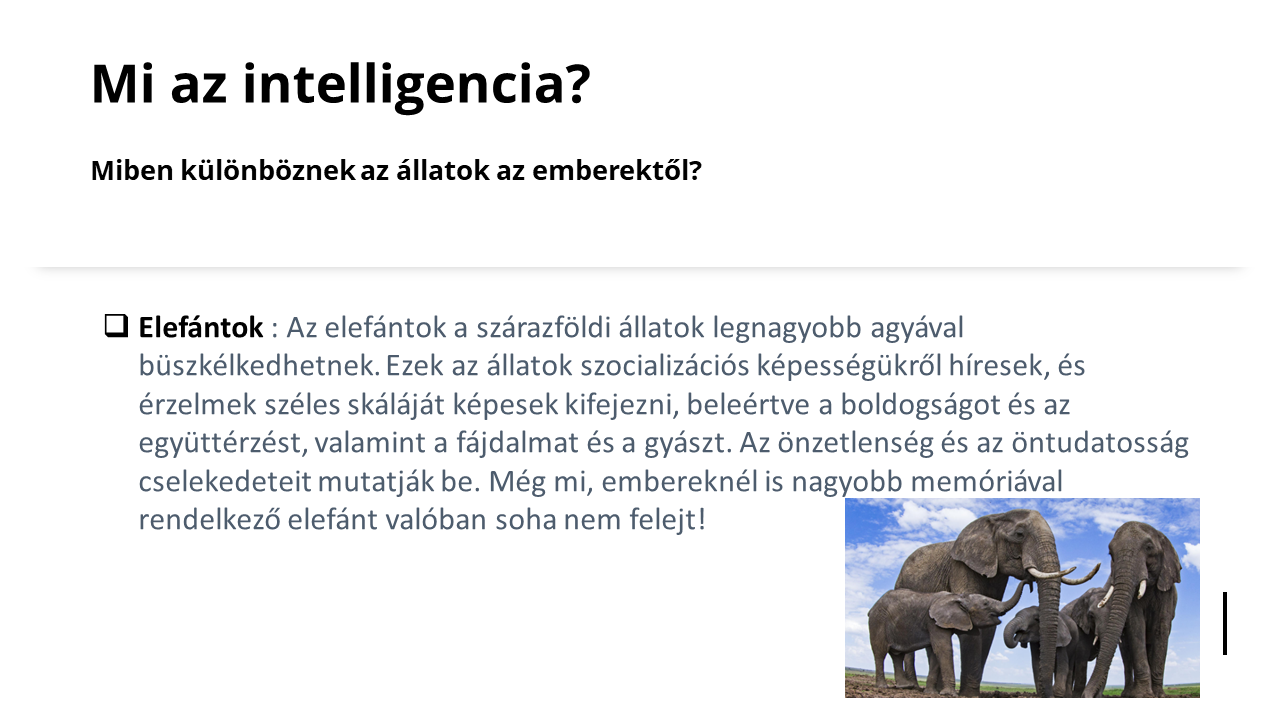 Mi az intelligencia?
Miben különböznek az állatok az emberektől?
❑ Elefántok : Az elefántok a szárazföldi állatok legnagyobb agyával
büszkélkedhetnek. Ezek az állatok szocializációs képességükről híresek, és
érzelmek széles skáláját képesek kifejezni, beleértve a boldogságot és az
együttérzést, valamint a fájdalmat és a gyászt. Az önzetlenség és az öntudatosság
cselekedeteit mutatják be. Még mi, embereknél is nagyobb memóriával
rendelkező elefánt valóban soha nem felejt!